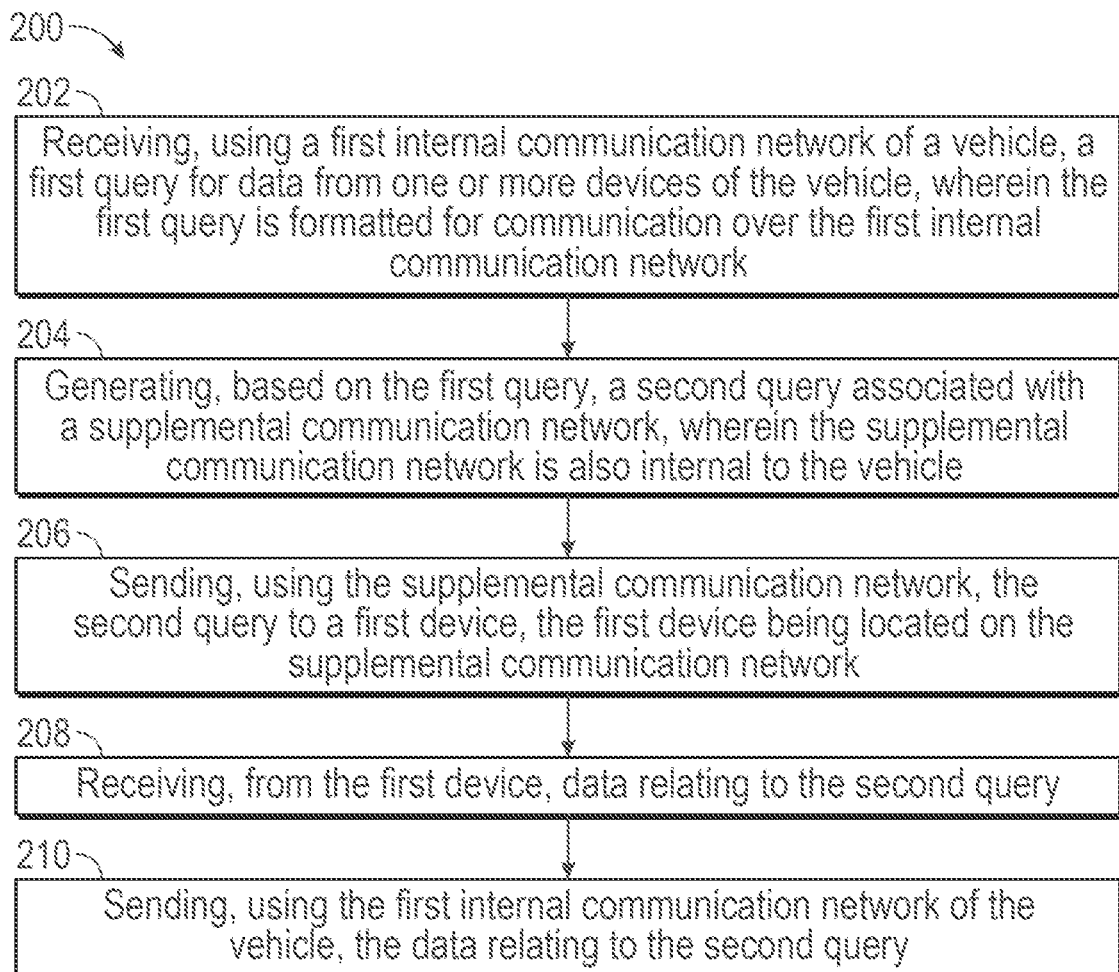 200
202
Receiving, using a first internal communication network of a vehicle, a
first query for data from one or more devices of the vehicle, wherein the
first query is formatted for communication over the first internal
communication network
204
Generating, based on the first query, a second query associated with
a supplemental communication network, wherein the supplemental
communication network is also internal to the vehicle
206
Sending, using the supplemental communication network, the
second query to a first device, the first device being located on the
supplemental communication network
208
Receiving, from the first device, data relating to the second query
210
Sending, using the first internal communication network of the
vehicle, the data relating to the second query